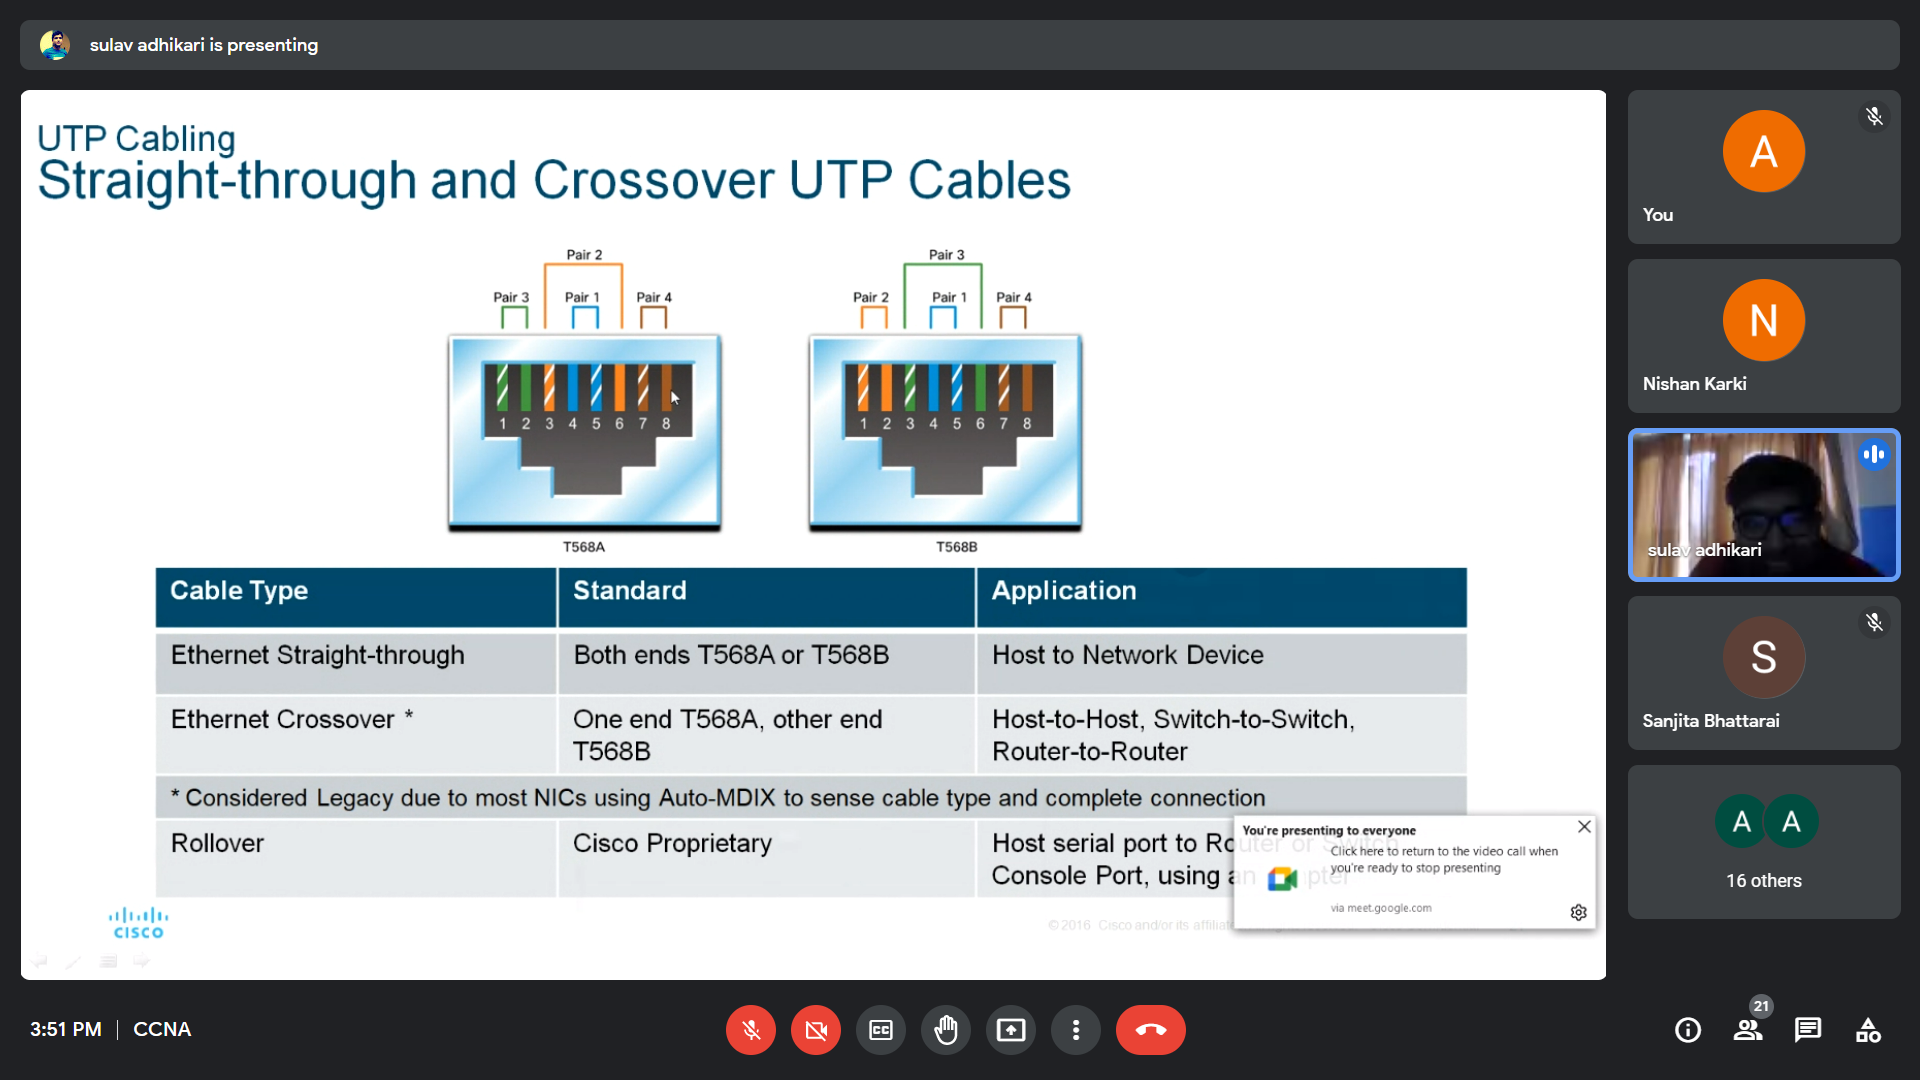 sulav adhikari is presenting
UTP Cabling
Straight-through and Crossover UTP Cables
Pair 2
Pair 3 Pair 1 Pair 4
1 2 3 4 5 6 7 8
T568A
Pair 3
Pair 2 Pair 1 Pair 4
1 2 3 4 5 6 7 8
T568B
Cable Type Standard Application
Ethernet Straight-through Both ends T568A or T568B Host to Network Device
Ethernet Crossover * One end T568A, other end T568B Host-to-Host, Switch-to-Switch, Router-to-Router
* Considered Legacy due to most NICs using Auto-MDIX to sense cable type and complete connection
Rollover Cisco Proprietary Host serial port to Router or Switch
Console Port, using an
You're presenting to everyone
Click here to return to the video call when
you're ready to stop presenting
via meet.google.com
CISCO
©2016 Cisco and/or its
A
You
N
Nishan Karki
sulav adhikari
S
Sanjita Bhattarai
A A
16 others
3:51 PM | CCNA
CC
21